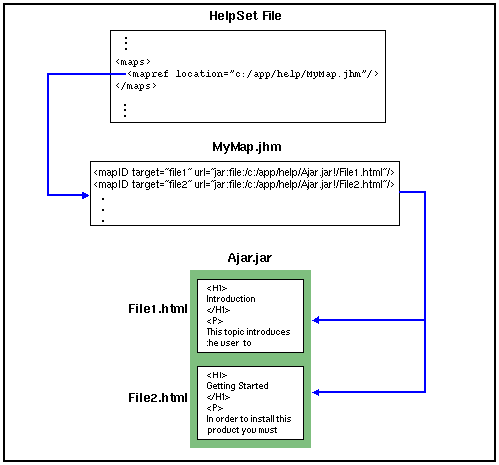 HelpSet File
<maps>
<mapref location="c:/app/help/MyMap.jhm"/>
</maps>
MyMap.jhm
<mapID target="file1" url="jar:file:/c:/app/help/Ajar.jar!/File1.html"/>
<mapID target="file2" url="jar:file:/c:/app/help/Ajar.jar!/File2.html"/>
Ajar.jar
File1.html
<H1>
Introduction
</H1>
<P>
This topic introduces
:he user to
File2.html
<H1>
Getting Started
</H1>
<P>
In order to install this
product you must